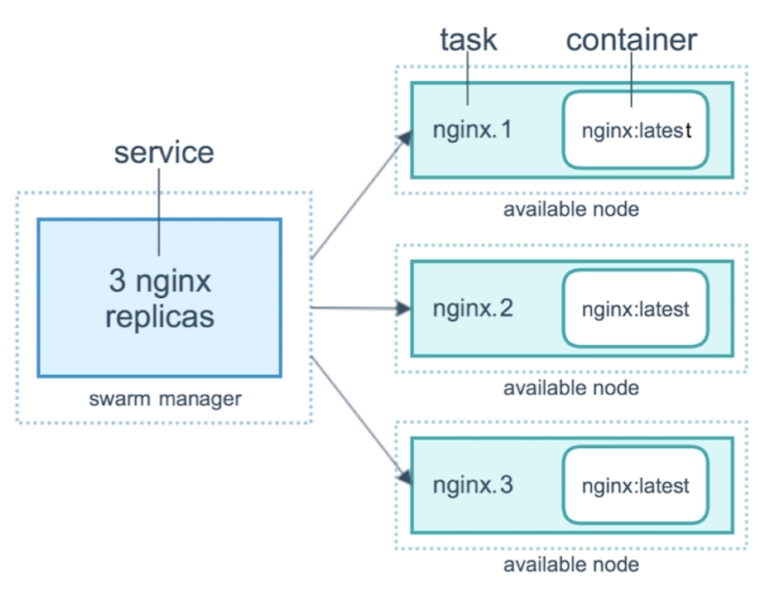 service
3 nginx
replicas
swarm manager
task
container
nginx.1
nginx:latest
available node
nginx.2
nginx:latest
available node
nginx.3
nginx:latest
available node